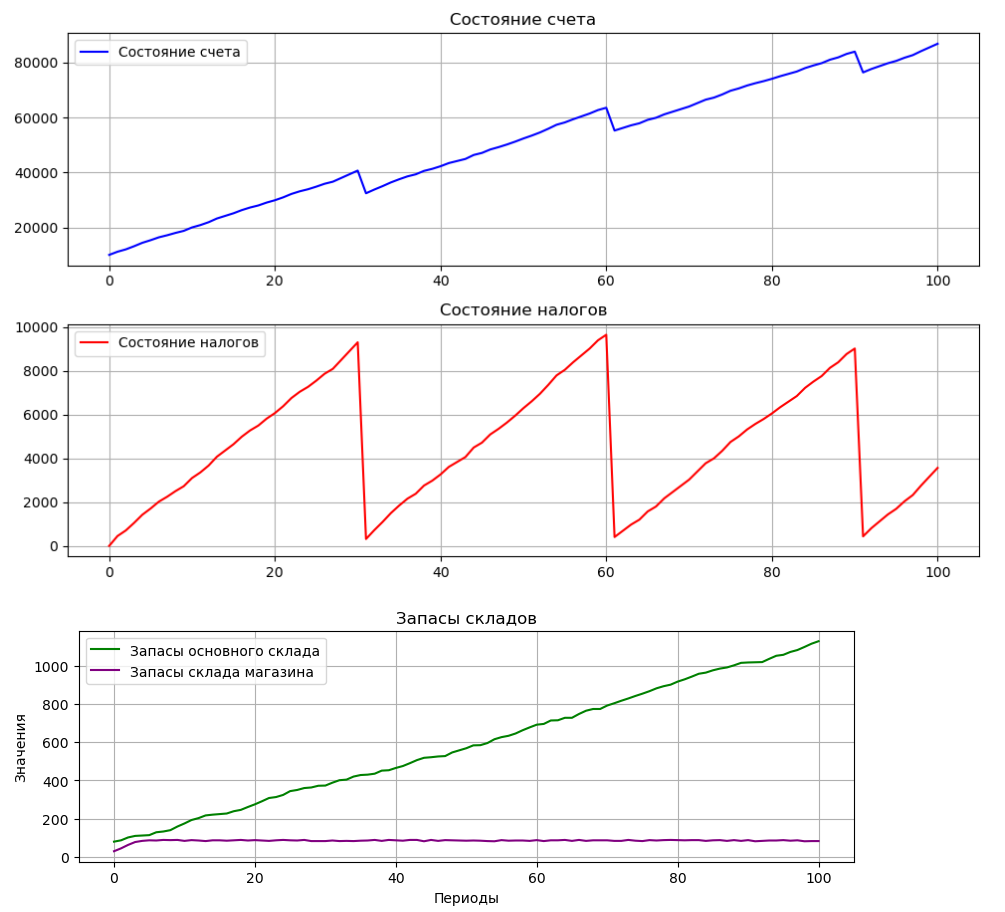 Состояние счета
Состояние счета
80000
60000
40000
20000
0 20 40 60 80 100
Состояние налогов
10000
Состояние налогов
8000
6000
4000
2000
0
0 20 40 60 80 100
Запасы складов
Запасы основного склада
Запасы склада магазина
1000
800
600
400
200
0
Значения
0 20 40 60 80 100
Периоды